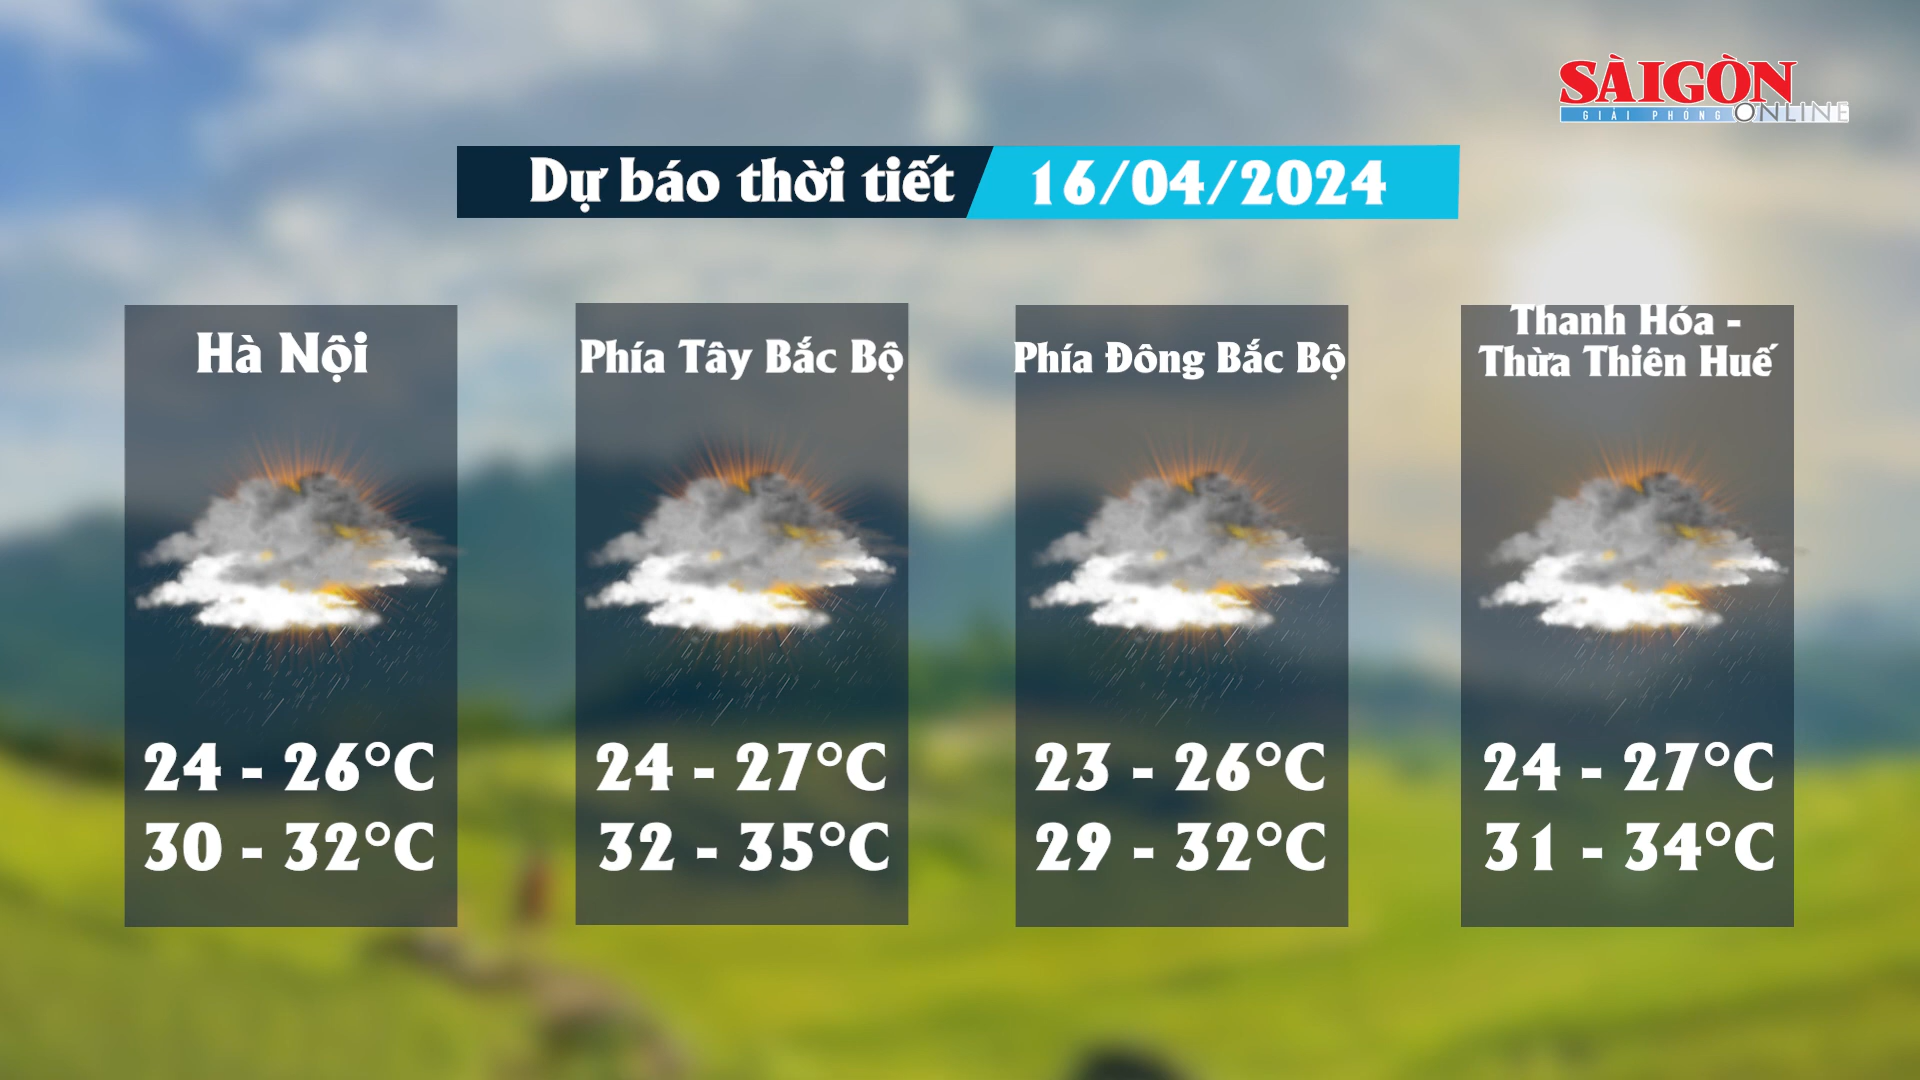 SÀIGÒN
GIẢI PHÓNG ONLINE
Dự báo thời tiết 16/04/2024
Hà Nội
24 - 26°C
30 - 32°C
Phía Tây Bắc Bộ
24 - 27°C
32 - 35°C
Phía Đông Bắc Bộ
23 - 26°C
29 - 32°C
Thanh Hóa -
Thừa Thiên Huế
24 - 27°C
31 - 34°C